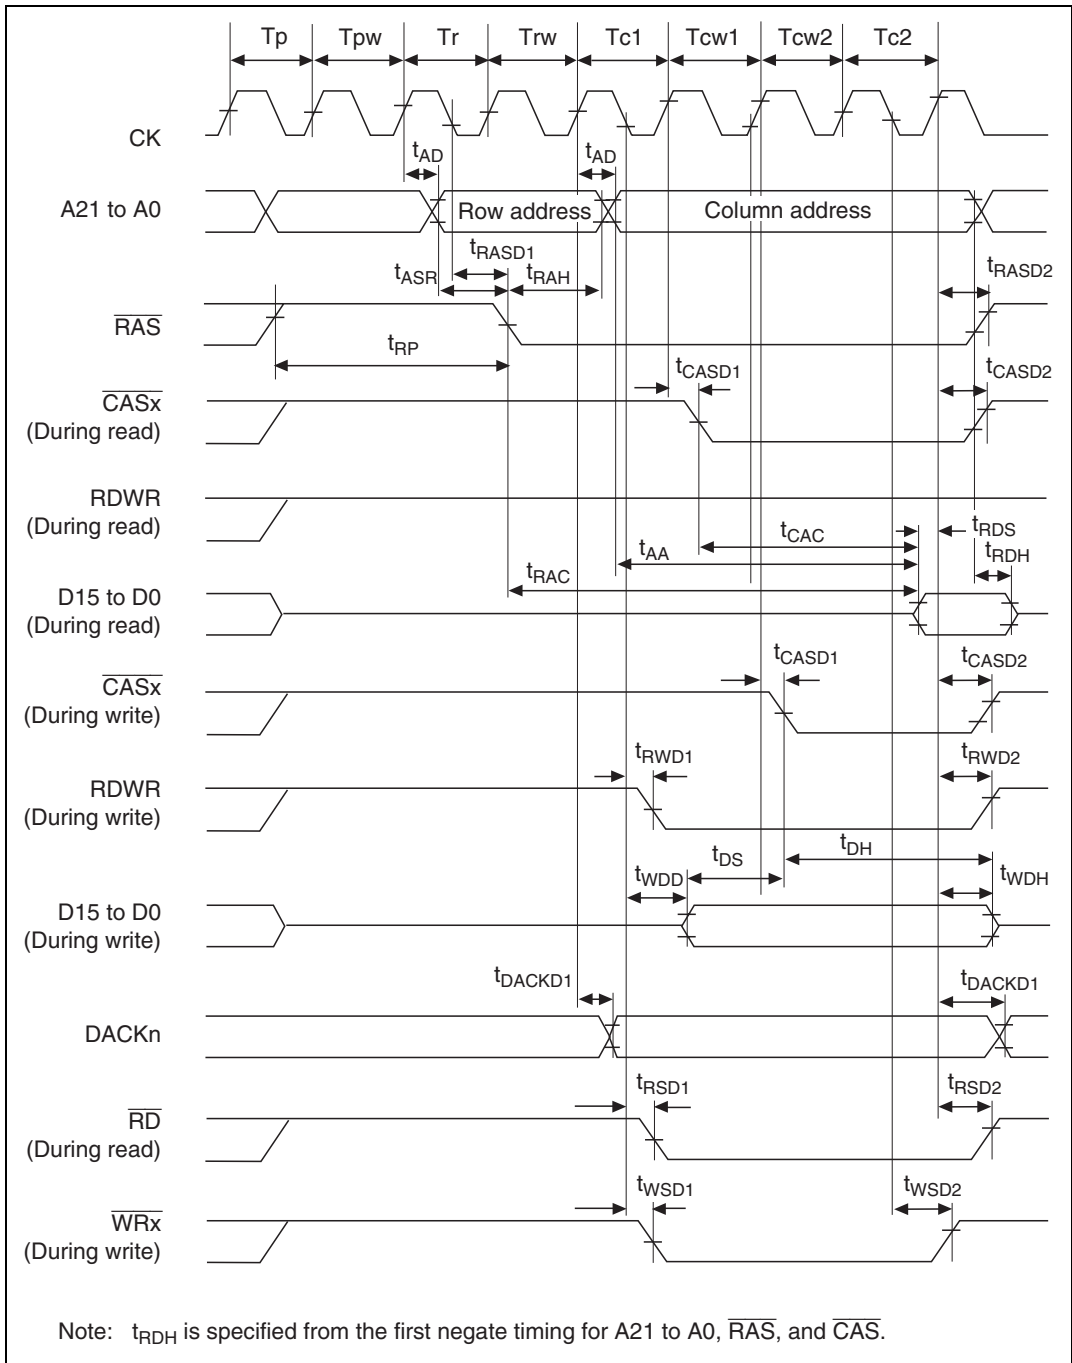 Tp Tpw Tr Trw Tc1 Tcw1 Tcw2 Tc2
CK
tAD tAD
A21 to A0 Row address Column address
tRASD1
tASR tRAH tRASD2
RAS
tRP
tCASD1 tCASD2
CASx
(During read)
RDWR
(During read)
tRDS
tCAC
tRDH
tAA
tRAC
D15 to D0
(During read)
tCASD1 tCASD2
CASx
(During write)
tRWD1 tRWD2
RDWR
(During write)
tDH
tDS
tWDD tWDH
D15 to D0
(During write)
tDACKD1 tDACKD1
DACKn
tRSD1 tRSD2
RD
(During read)
tWSD1 tWSD2
WRx
(During write)
Note: tRDH is specified from the first negate timing for A21 to A0, RAS, and CAS.